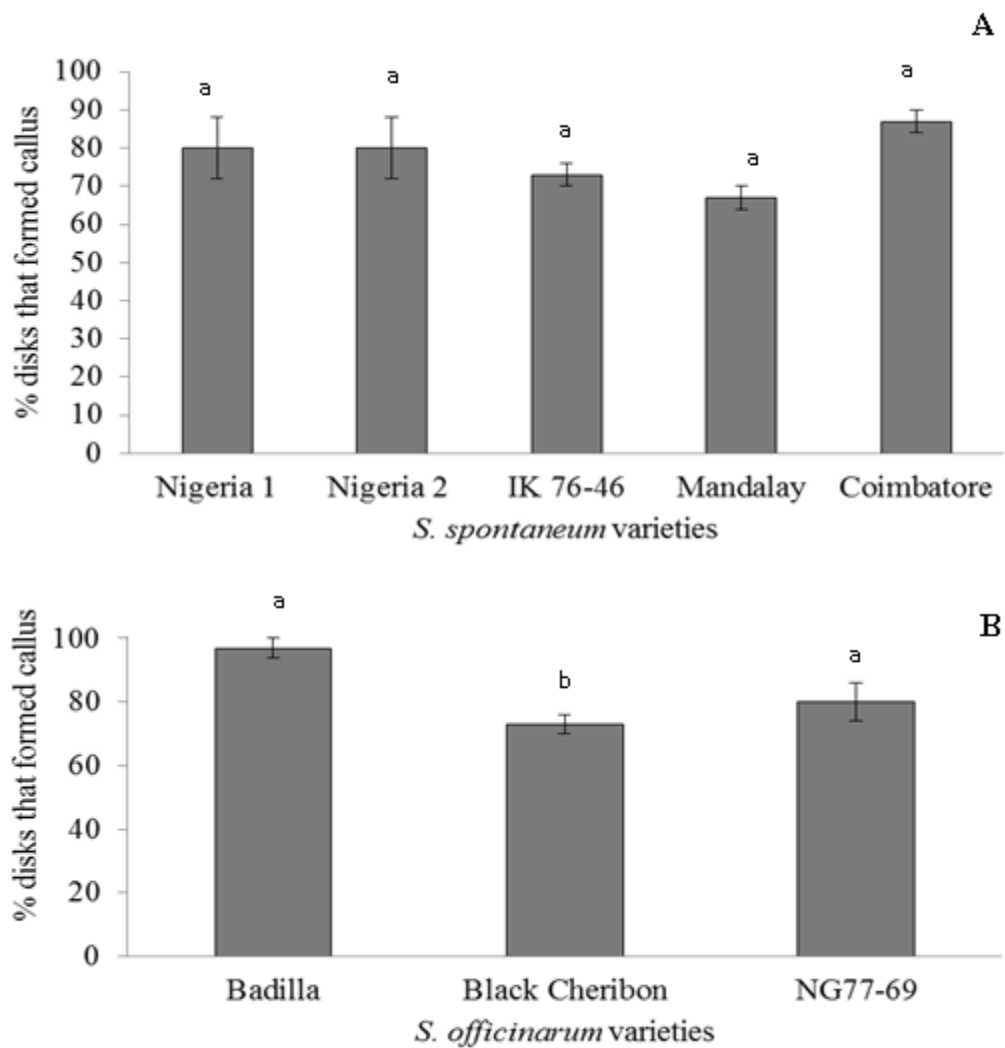 A
% disks that formed callus
100
90
80
70
60
50
40
30
20
10
0
a
a
a
a
a
Nigeria 1 Nigeria 2 IK 76-46 Mandalay Coimbatore
S. spontaneum varieties
B
% disks that formed callus
100
80
60
40
20
0
a
b
a
Badilla Black Cheribon NG77-69
S. officinarum varieties